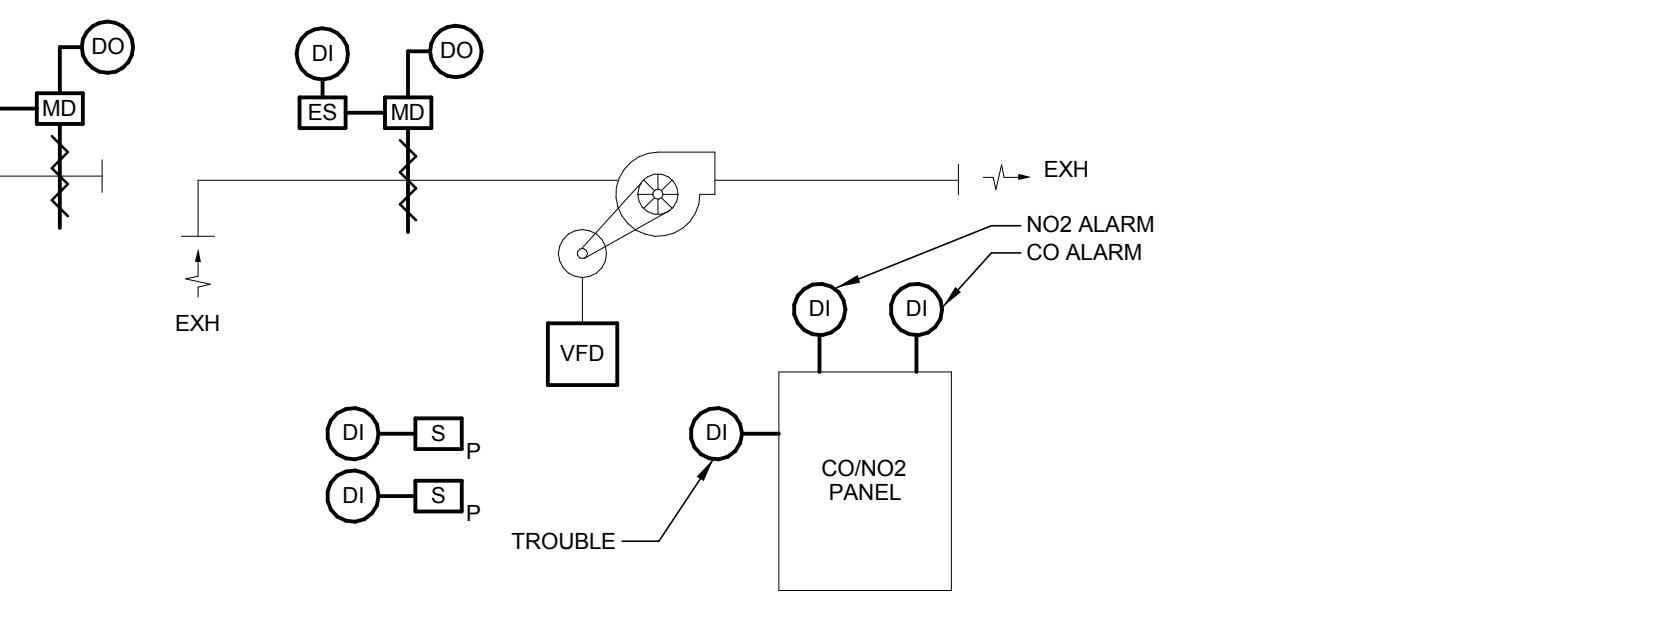 DO
DI
DO
MD
ES
MD
EXH
NO2 ALARM
CO ALARM
DI
DI
EXH
VFD
DI
S
P
DI
CO/NO2
PANEL
DI
S
P
TROUBLE